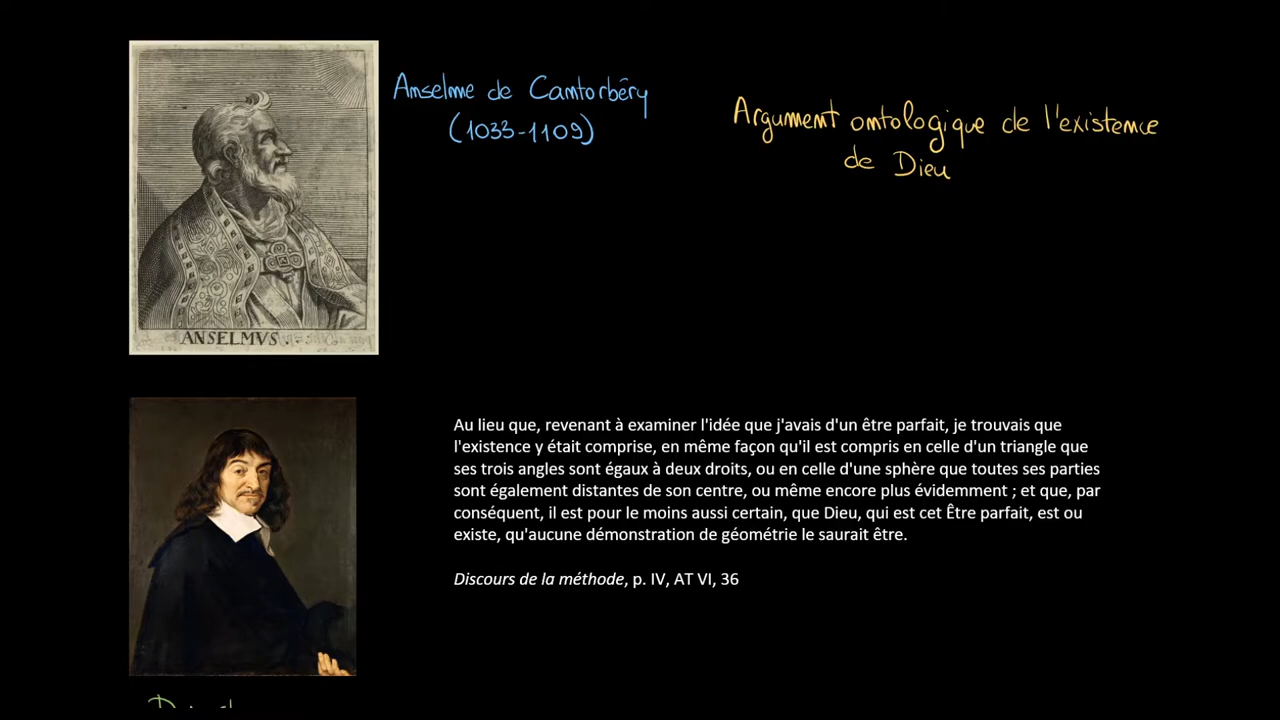 Anselme de Cantorbéry
(1033-1109)
Argument ontologique de l'existence
de Dieu
ANSELMVS
Au lieu que, revenant à examiner l'idée que j'avais d'un être parfait, je trouvais que
l'existence y était comprise, en même façon qu'il est compris en celle d'un triangle que
ses trois angles sont égaux à deux droits, ou en celle d'une sphère que toutes ses parties
sont également distantes de son centre, ou même encore plus évidemment ; et que, par
conséquent, il est pour le moins aussi certain, que Dieu, qui est cet Être parfait, est ou
existe, qu'aucune démonstration de géométrie le saurait être.
Discours de la méthode, p. IV, AT VI, 36